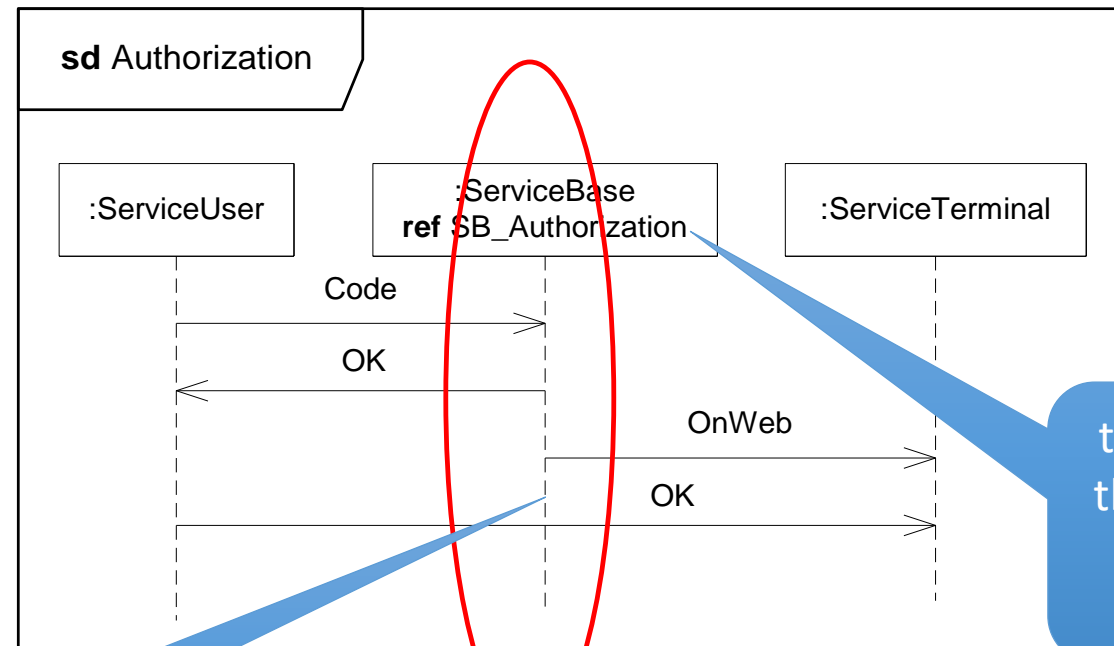 sd Authorization
:ServiceUser
:ServiceBase
ref SB_Authorization
:ServiceTerminal
Code
OK
OnWeb
OK